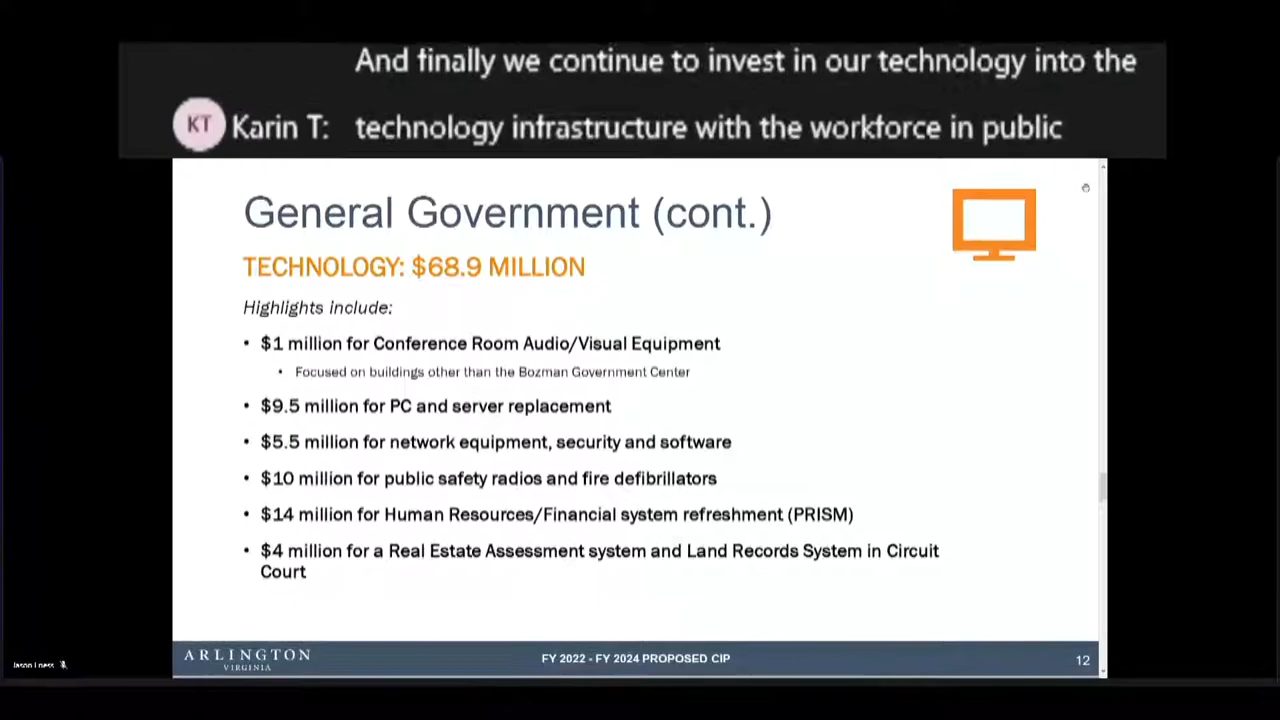 And finally we continue to invest in our technology into the
KT Karin T: technology infrastructure with the workforce in public
General Government (cont.)
TECHNOLOGY: $68.9 MILLION
Highlights include:
• $1 million for Conference Room Audio/Visual Equipment
• Focused on buildings other than the Bozman Government Center
• $9.5 million for PC and server replacement
• $5.5 million for network equipment, security and software
• $10 million for public safety radios and fire defibrillators
• $14 million for Human Resources/Financial system refreshment (PRISM)
• $4 million for a Real Estate Assessment system and Land Records System in Circuit
Court
ARLINGTON
VIRGINIA
FY 2022 - FY 2024 PROPOSED CIP
12
Jason